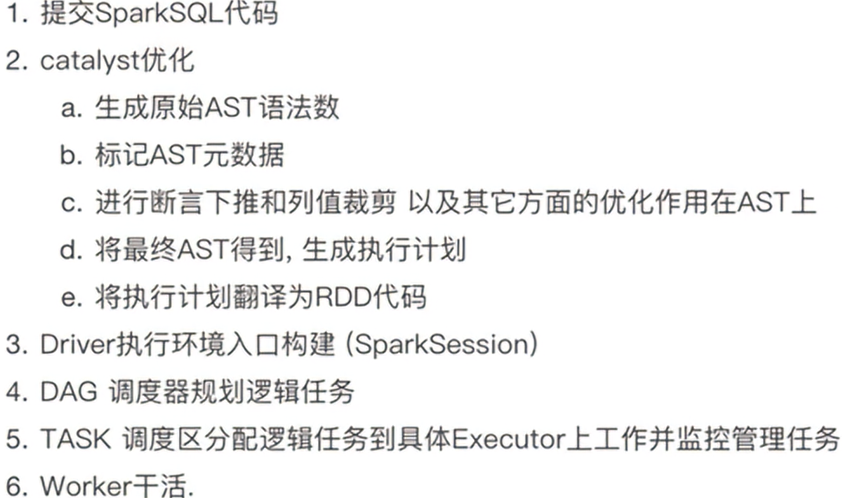 1. 提交SparkSQL代码
2. catalyst优化
a. 生成原始AST语法数
b. 标记AST元数据
c. 进行断言下推和列值裁剪 以及其它方面的优化作用在AST上
d. 将最终AST得到, 生成执行计划
e. 将执行计划翻译为RDD代码
3. Driver执行环境入口构建 (SparkSession)
4. DAG 调度器规划逻辑任务
5. TASK 调度区分配逻辑任务到具体Executor上工作并监控管理任务
6. Worker干活.